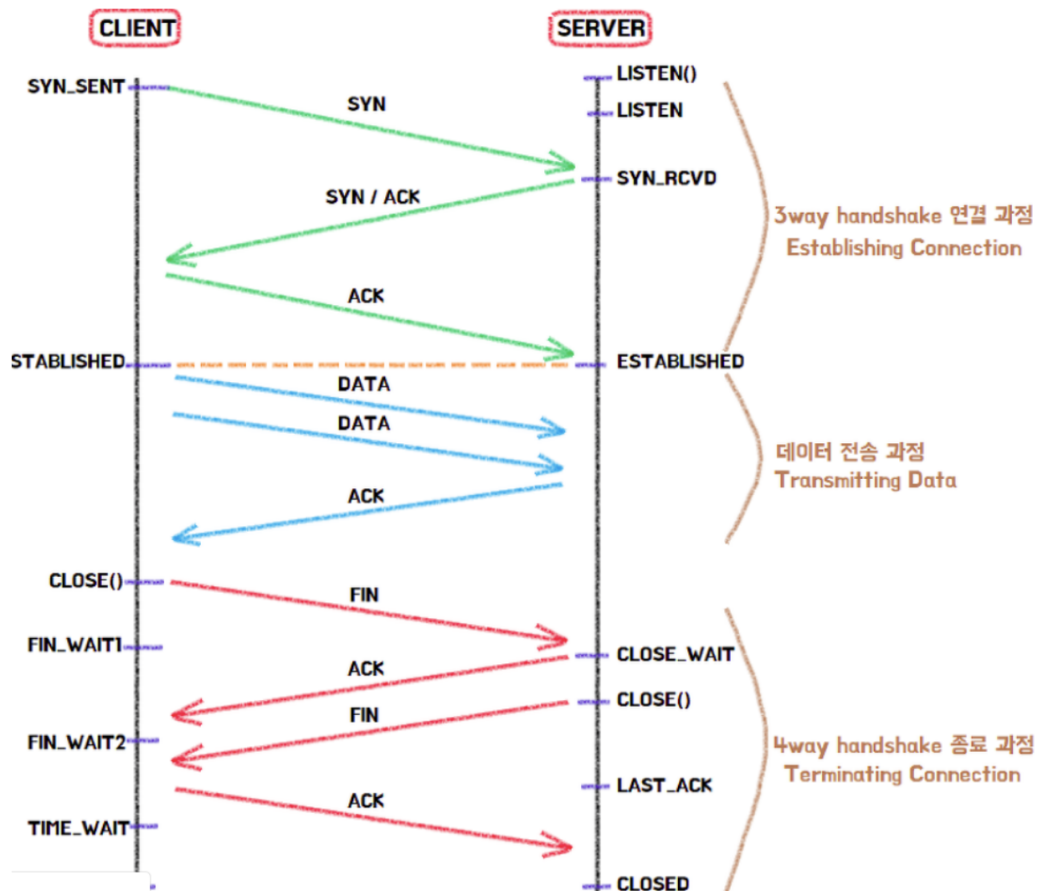 CLIENT
SERVER
LISTEN()
SYN_SENT
SYN
LISTEN
SYN_RCVD
SYN / ACK
3way handshake 연결 과정
Establishing Connection
ACK
STABLISHED
ESTABLISHED
DATA
DATA
데이터 전송 과정
Transmitting Data
ACK
CLOSE()
FIN
FIN_WAIT1
CLOSE_WAIT
ACK
CLOSE()
FIN
FIN_WAIT2
4way handshake 종료 과정
Terminating Connection
LAST_ACK
ACK
TIME_WAIT
CLOSED